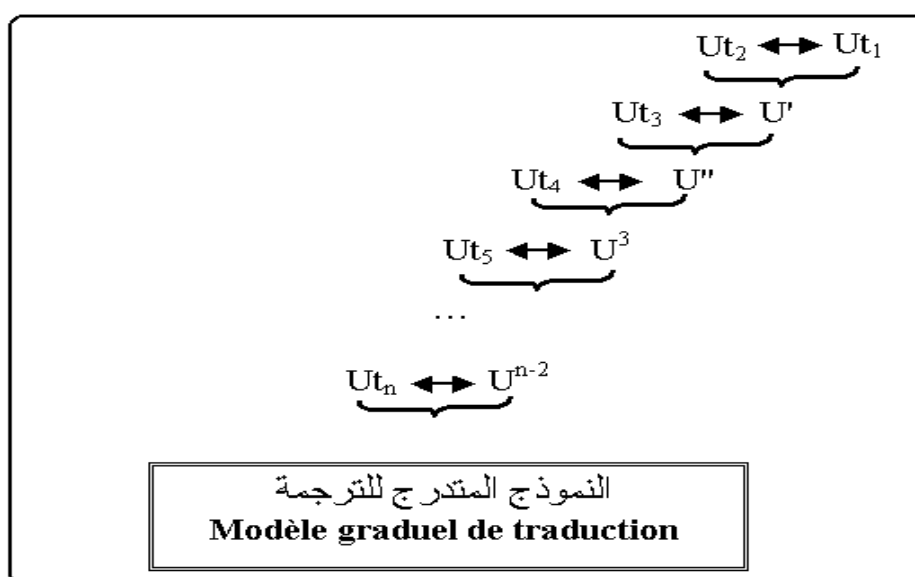 Ut₂ ↔ Ut₁
Ut₃ ↔ U'
Ut₄ ↔ U"
Ut₅ ↔ U³
...
Utₙ ↔ Uⁿ⁻²
النموذج المتدرج للترجمة
Modèle graduel de traduction